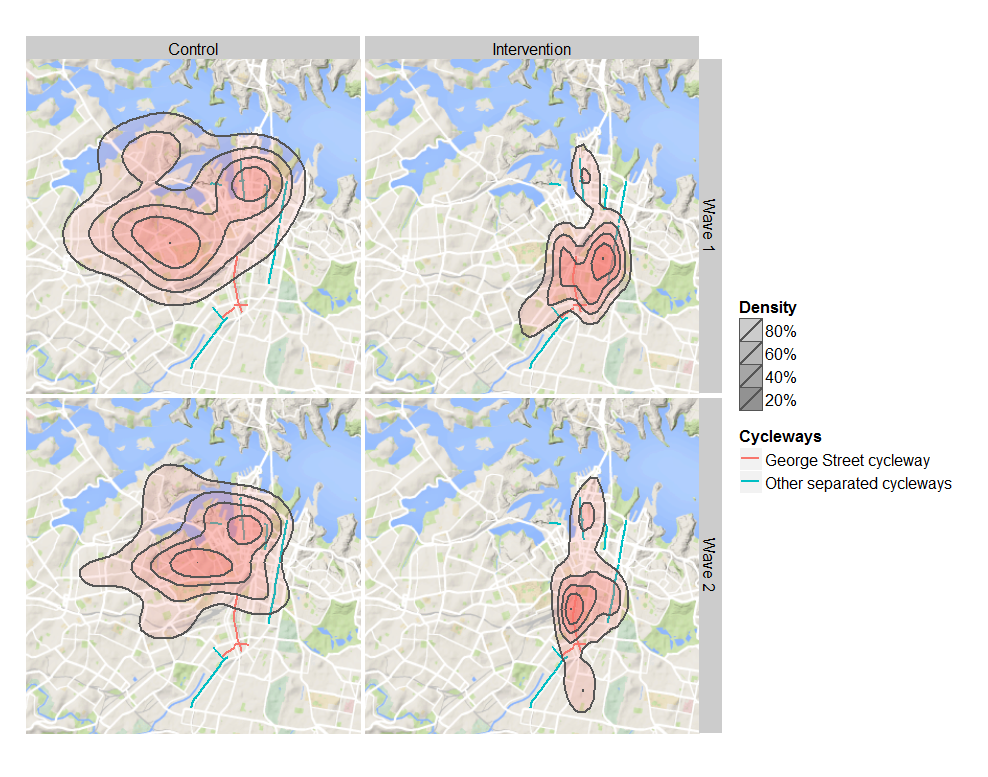 Control
Intervention
Wave 1
Wave 2
Density
80%
60%
40%
20%
Cycleways
George Street cycleway
Other separated cycleways